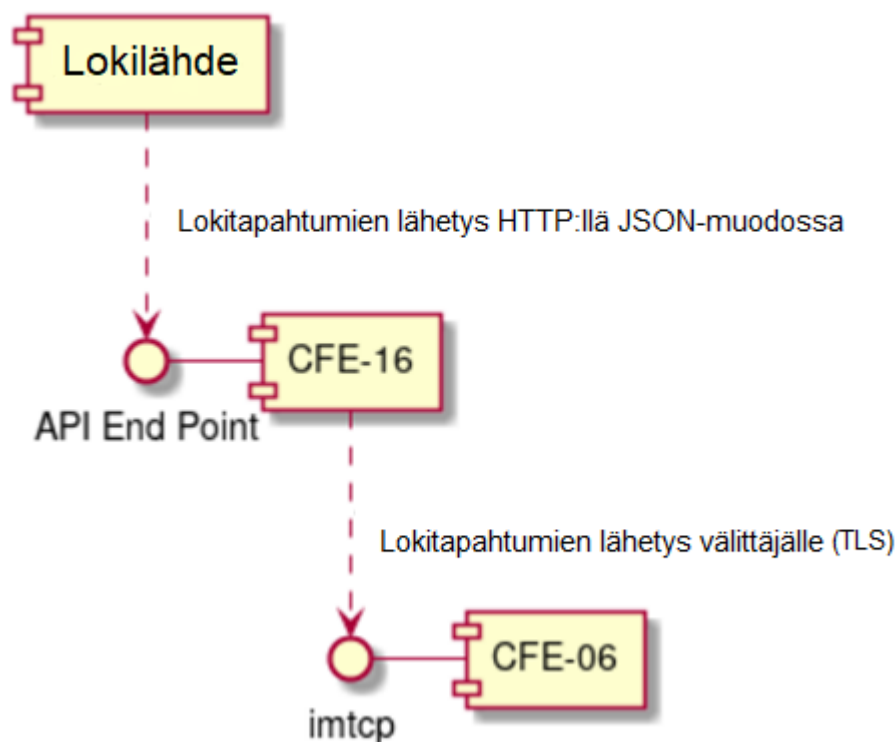 Lokilähde
Lokitapahtumien lähetys HTTP:llä JSON-muodossa
CFE-16
API End Point
Lokitapahtumien lähetys välittäjälle (TLS)
CFE-06
imtcp